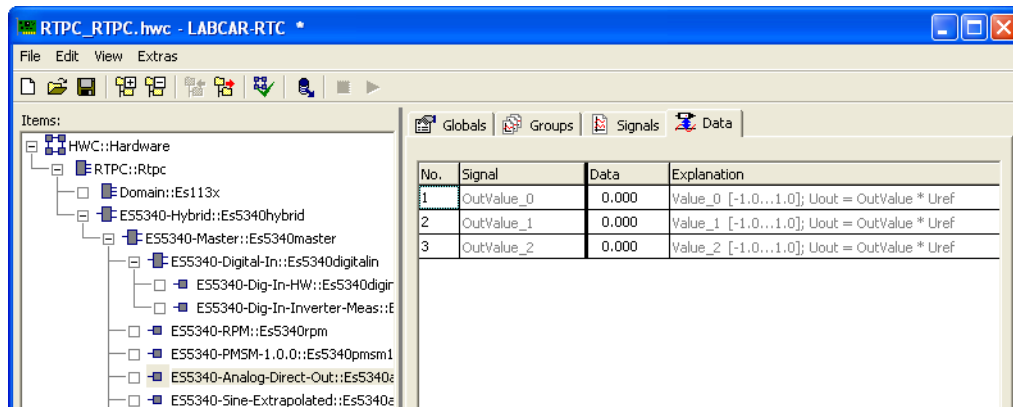 RTPC_RTPC.hwc - LABCAR-RTC *
File Edit View Extras
Items:
HWC::Hardware
RTPC::Rtpc
Domain::Es113x
ES5340-Hybrid::Es5340hybrid
ES5340-Master::Es5340master
ES5340-Digital-In::Es5340digitalin
ES5340-Dig-In-HW::Es5340digir
ES5340-Dig-In-Inverter-Meas::E
ES5340-RPM::Es5340rpm
ES5340-PMSM-1.0.0::Es5340pmsm1
ES5340-Analog-Direct-Out::Es5340a
ES5340-Sine-Extrapolated::Es5340a
Globals Groups Signals Data
No. Signal Data Explanation
1 OutValue_0 0.000 Value_0 [-1.0...1.0]; Uout = OutValue * Uref
2 OutValue_1 0.000 Value_1 [-1.0...1.0]; Uout = OutValue * Uref
3 OutValue_2 0.000 Value_2 [-1.0...1.0]; Uout = OutValue * Uref